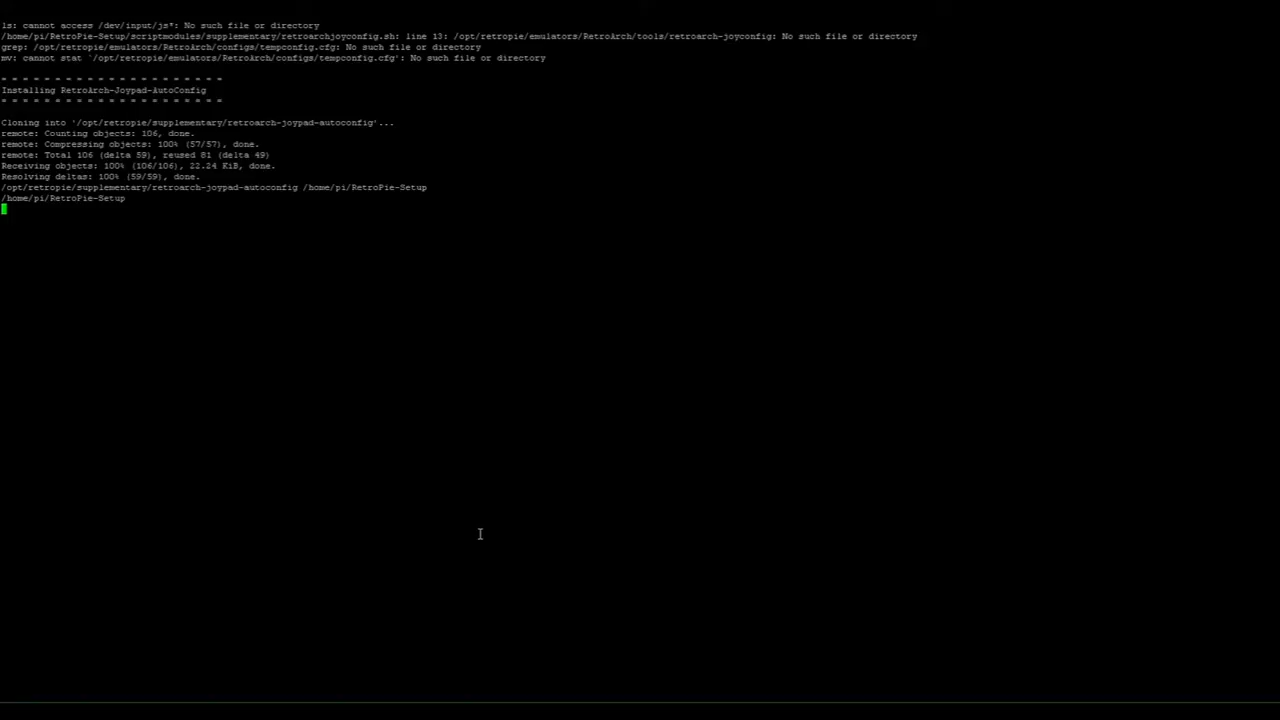 ls: cannot access /dev/input/js*: No such file or directory
/home/pi/RetroPie-Setup/scriptmodules/supplementary/retroarchjoyconfig.sh: line 13: /opt/retropie/emulators/RetroArch/tools/retroarch-joyconfig: No such file or directory
grep: /opt/retropie/emulators/RetroArch/configs/tempconfig.cfg: No such file or directory
mv: cannot stat `/opt/retropie/emulators/RetroArch/configs/tempconfig.cfg': No such file or directory
= = = = = = = = = = = = = = = = = = = = =
Installing RetroArch-Joypad-AutoConfig
= = = = = = = = = = = = = = = = = = = = =
Cloning into '/opt/retropie/supplementary/retroarch-joypad-autoconfig'...
remote: Counting objects: 106, done.
remote: Compressing objects: 100% (57/57), done.
remote: Total 106 (delta 59), reused 81 (delta 49)
Receiving objects: 100% (106/106), 22.24 KiB, done.
Resolving deltas: 100% (59/59), done.
/opt/retropie/supplementary/retroarch-joypad-autoconfig /home/pi/RetroPie-Setup
/home/pi/RetroPie-Setup